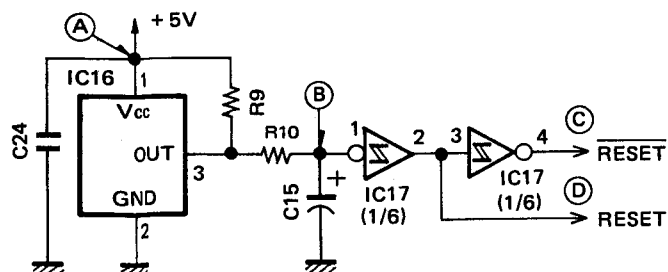 A
+5V
IC16
1
Vcc
R9
C24
OUT
3
R10
B
GND
2
C15
+
1
2
IC17
(1/6)
3
4
IC17
(1/6)
C
RESET
D
RESET